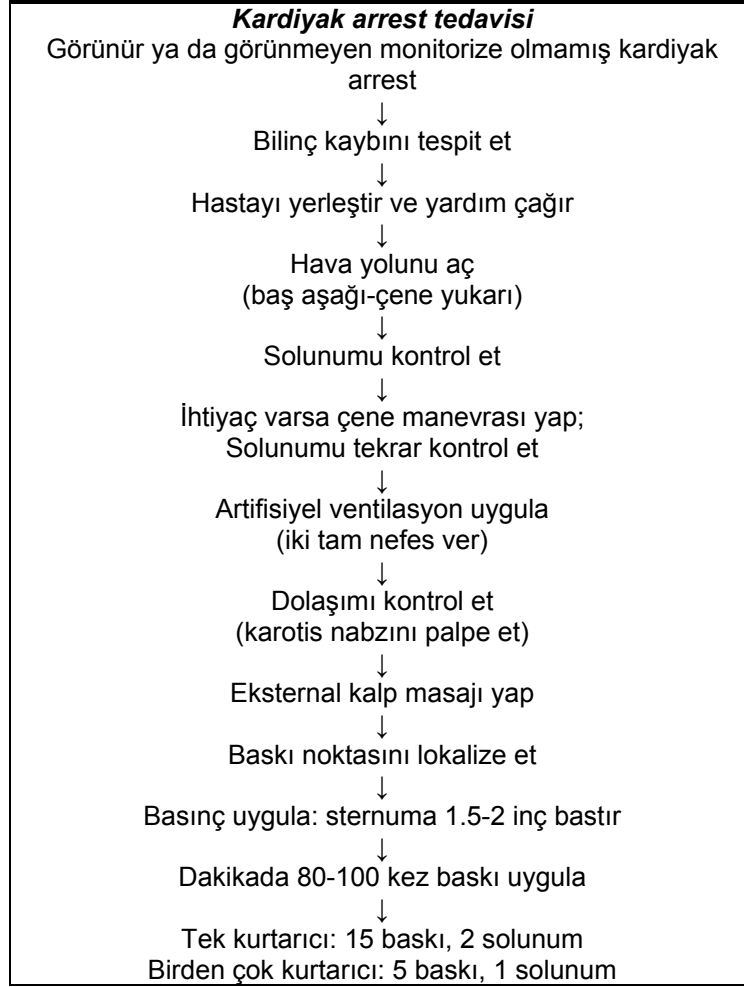 Kardiyak arrest tedavisi
Görünür ya da görünmeyen monitorize olmamış kardiyak
arrest
↓
Bilinç kaybını tespit et
↓
Hastayı yerleştir ve yardım çağır
↓
Hava yolunu aç
(baş aşağı-çene yukarı)
↓
Solunumu kontrol et
↓
İhtiyaç varsa çene manevrası yap;
Solunumu tekrar kontrol et
↓
Artifisiyel ventilasyon uygula
(iki tam nefes ver)
↓
Dolaşımı kontrol et
(karotis nabzını palpe et)
↓
Eksternal kalp masajı yap
↓
Baskı noktasını lokalize et
↓
Basınç uygula: sternuma 1.5-2 inç bastır
↓
Dakikada 80-100 kez baskı uygula
↓
Tek kurtarıcı: 15 baskı, 2 solunum
Birden çok kurtarıcı: 5 baskı, 1 solunum